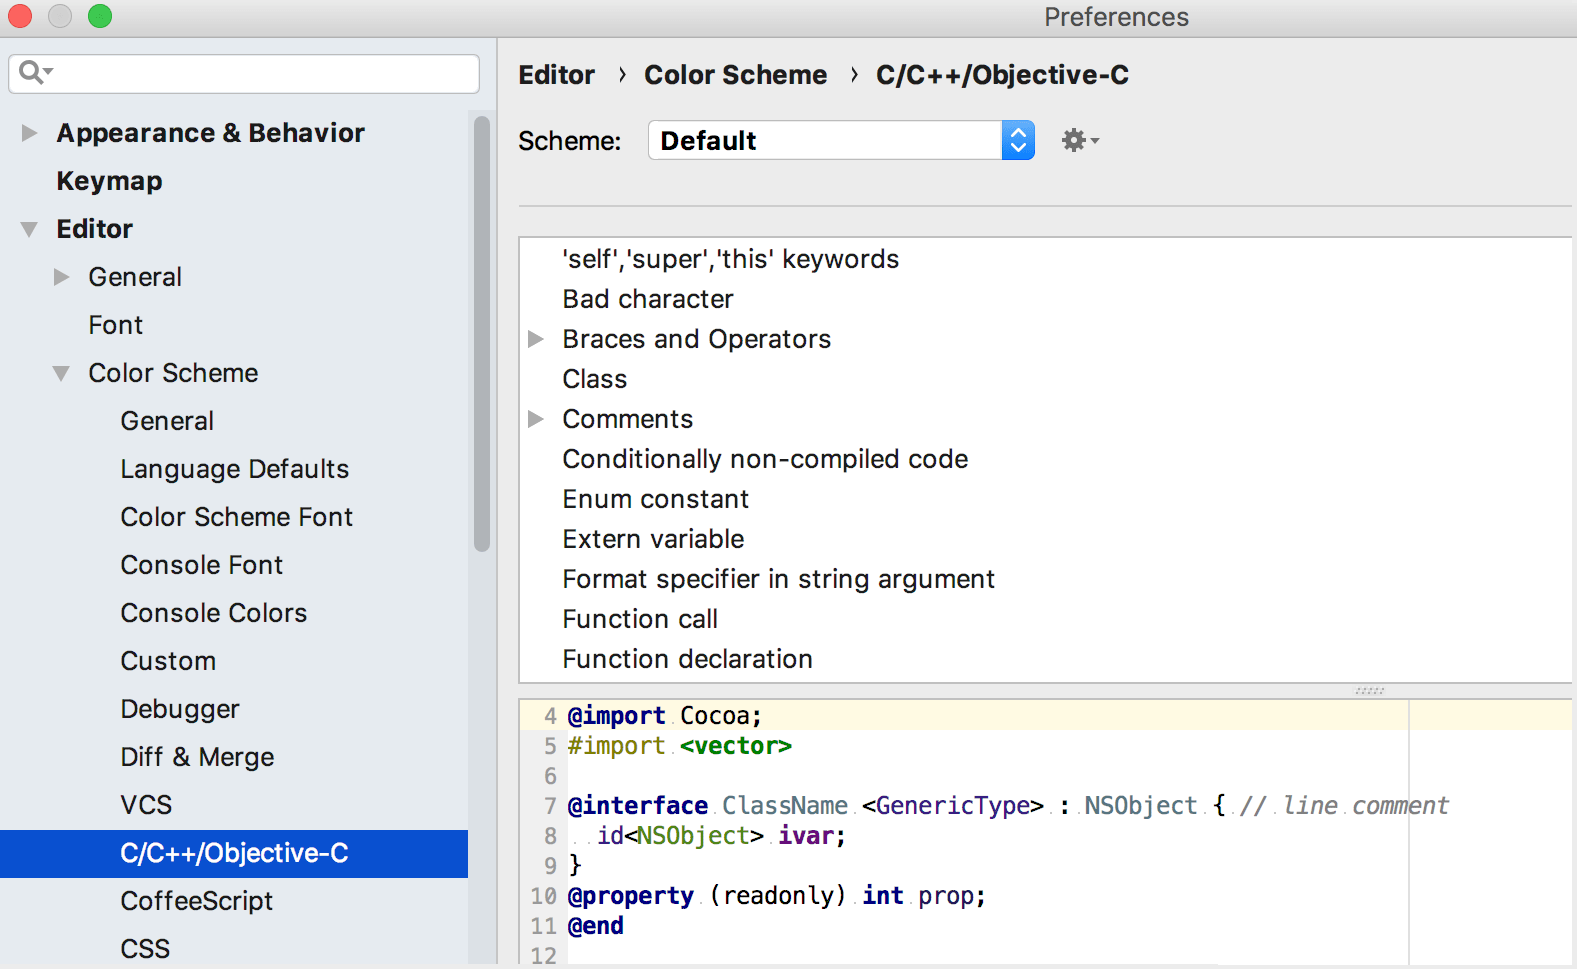 Preferences
Appearance & Behavior
Keymap
Editor
General
Font
Color Scheme
General
Language Defaults
Color Scheme Font
Console Font
Console Colors
Custom
Debugger
Diff & Merge
VCS
C/C++/Objective-C
CoffeeScript
CSS
Editor › Color Scheme › C/C++/Objective-C
Scheme: Default
'self','super','this' keywords
Bad character
Braces and Operators
Class
Comments
Conditionally non-compiled code
Enum constant
Extern variable
Format specifier in string argument
Function call
Function declaration
4 @import Cocoa;
5 #import <vector>
6
7 @interface ClassName <GenericType> : NSObject { // line comment
8   id<NSObject> ivar;
9 }
10 @property (readonly) int prop;
11 @end
12